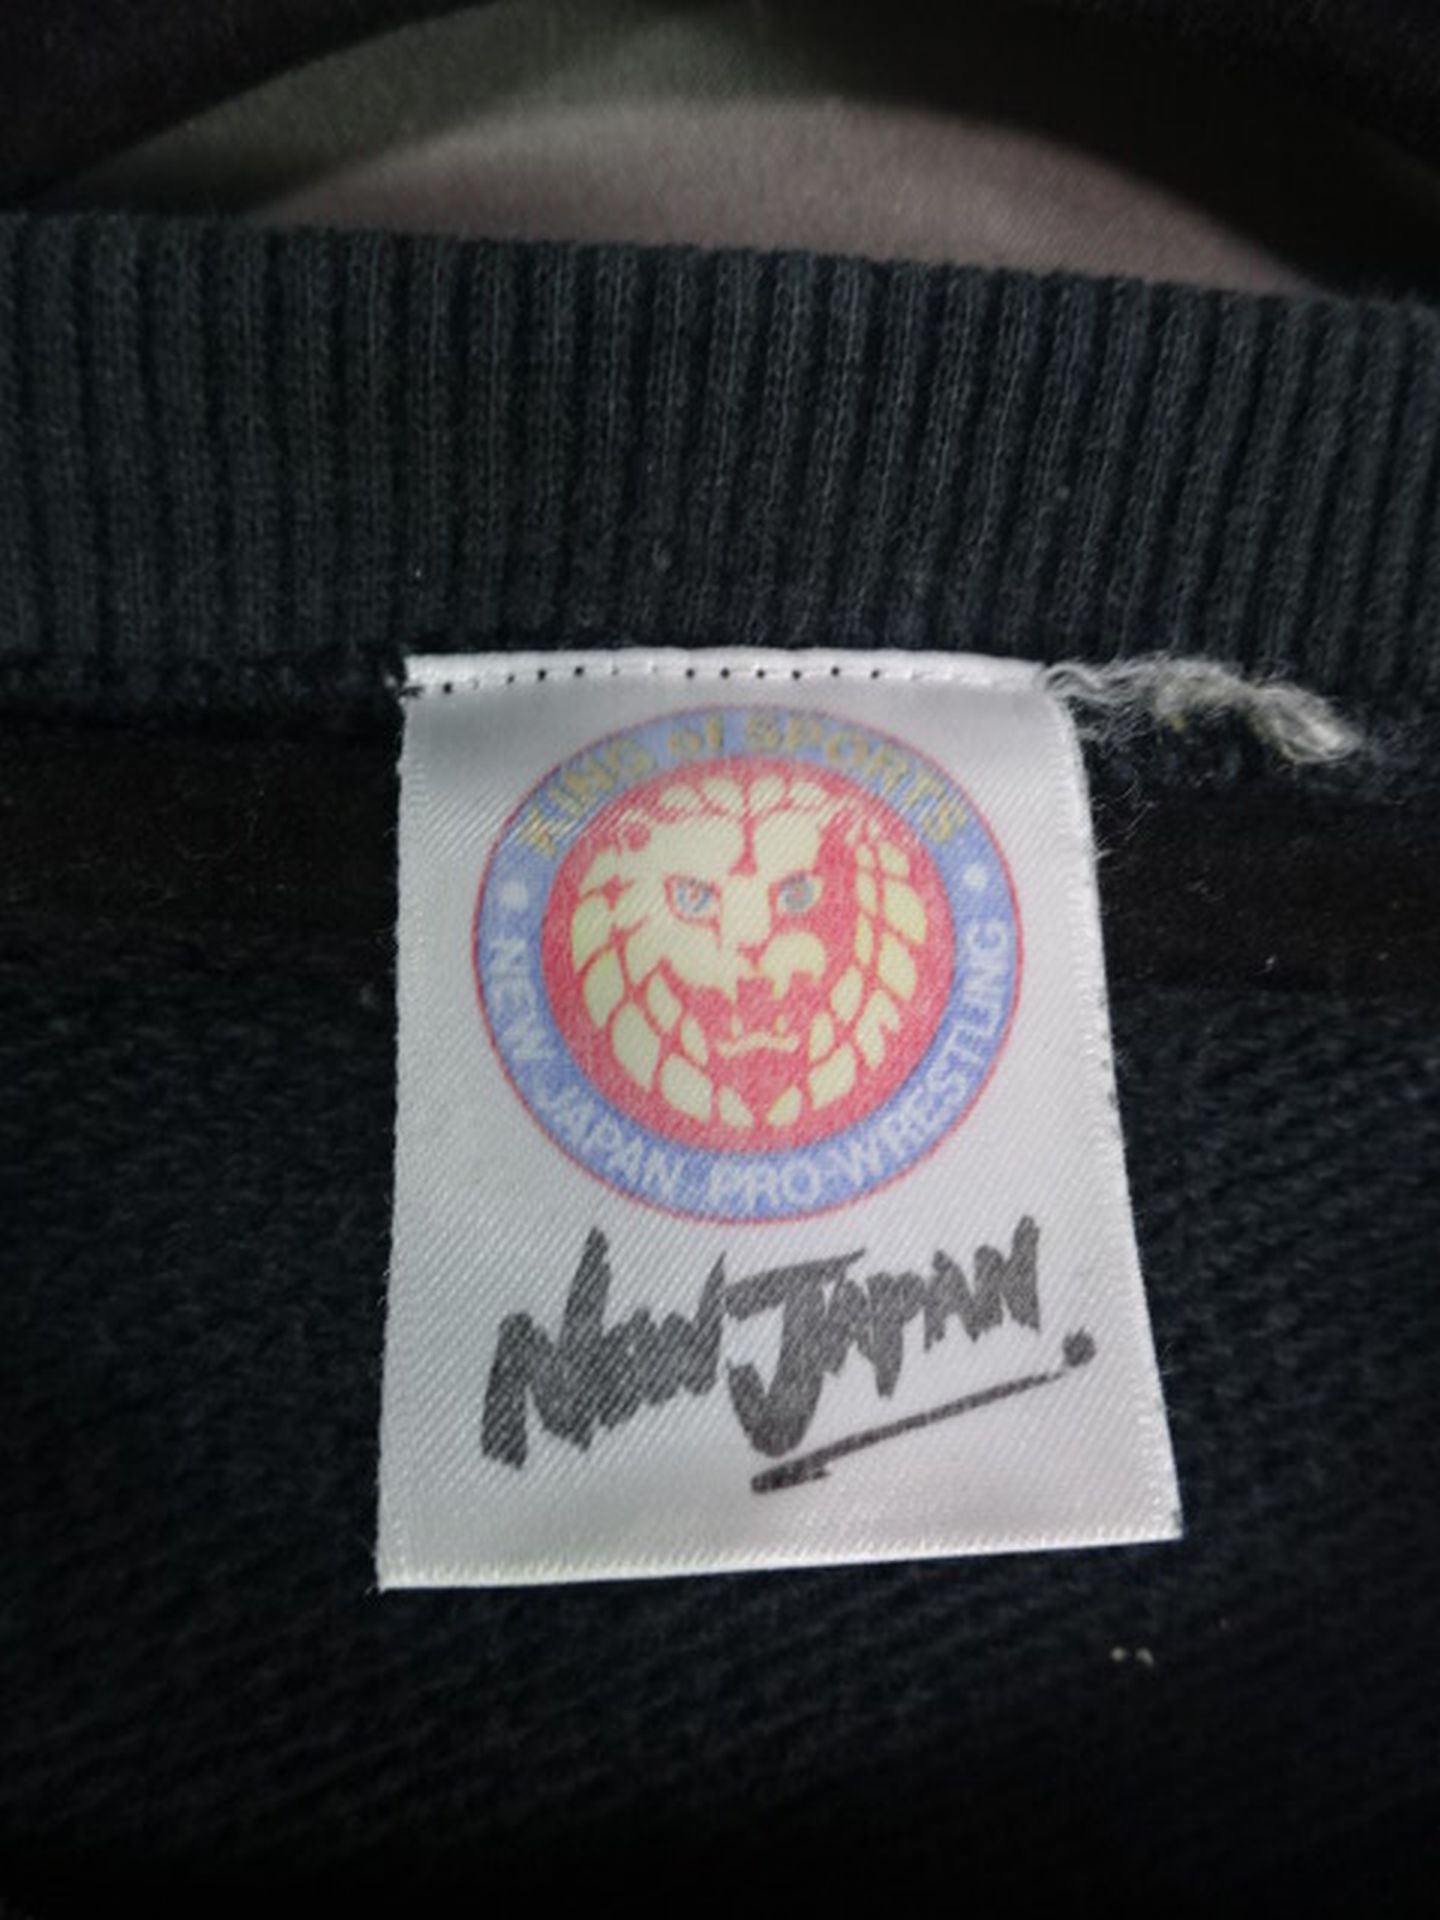 KING of SPORTS
NEW JAPAN PRO-WRESTLING
NEW JAPAN